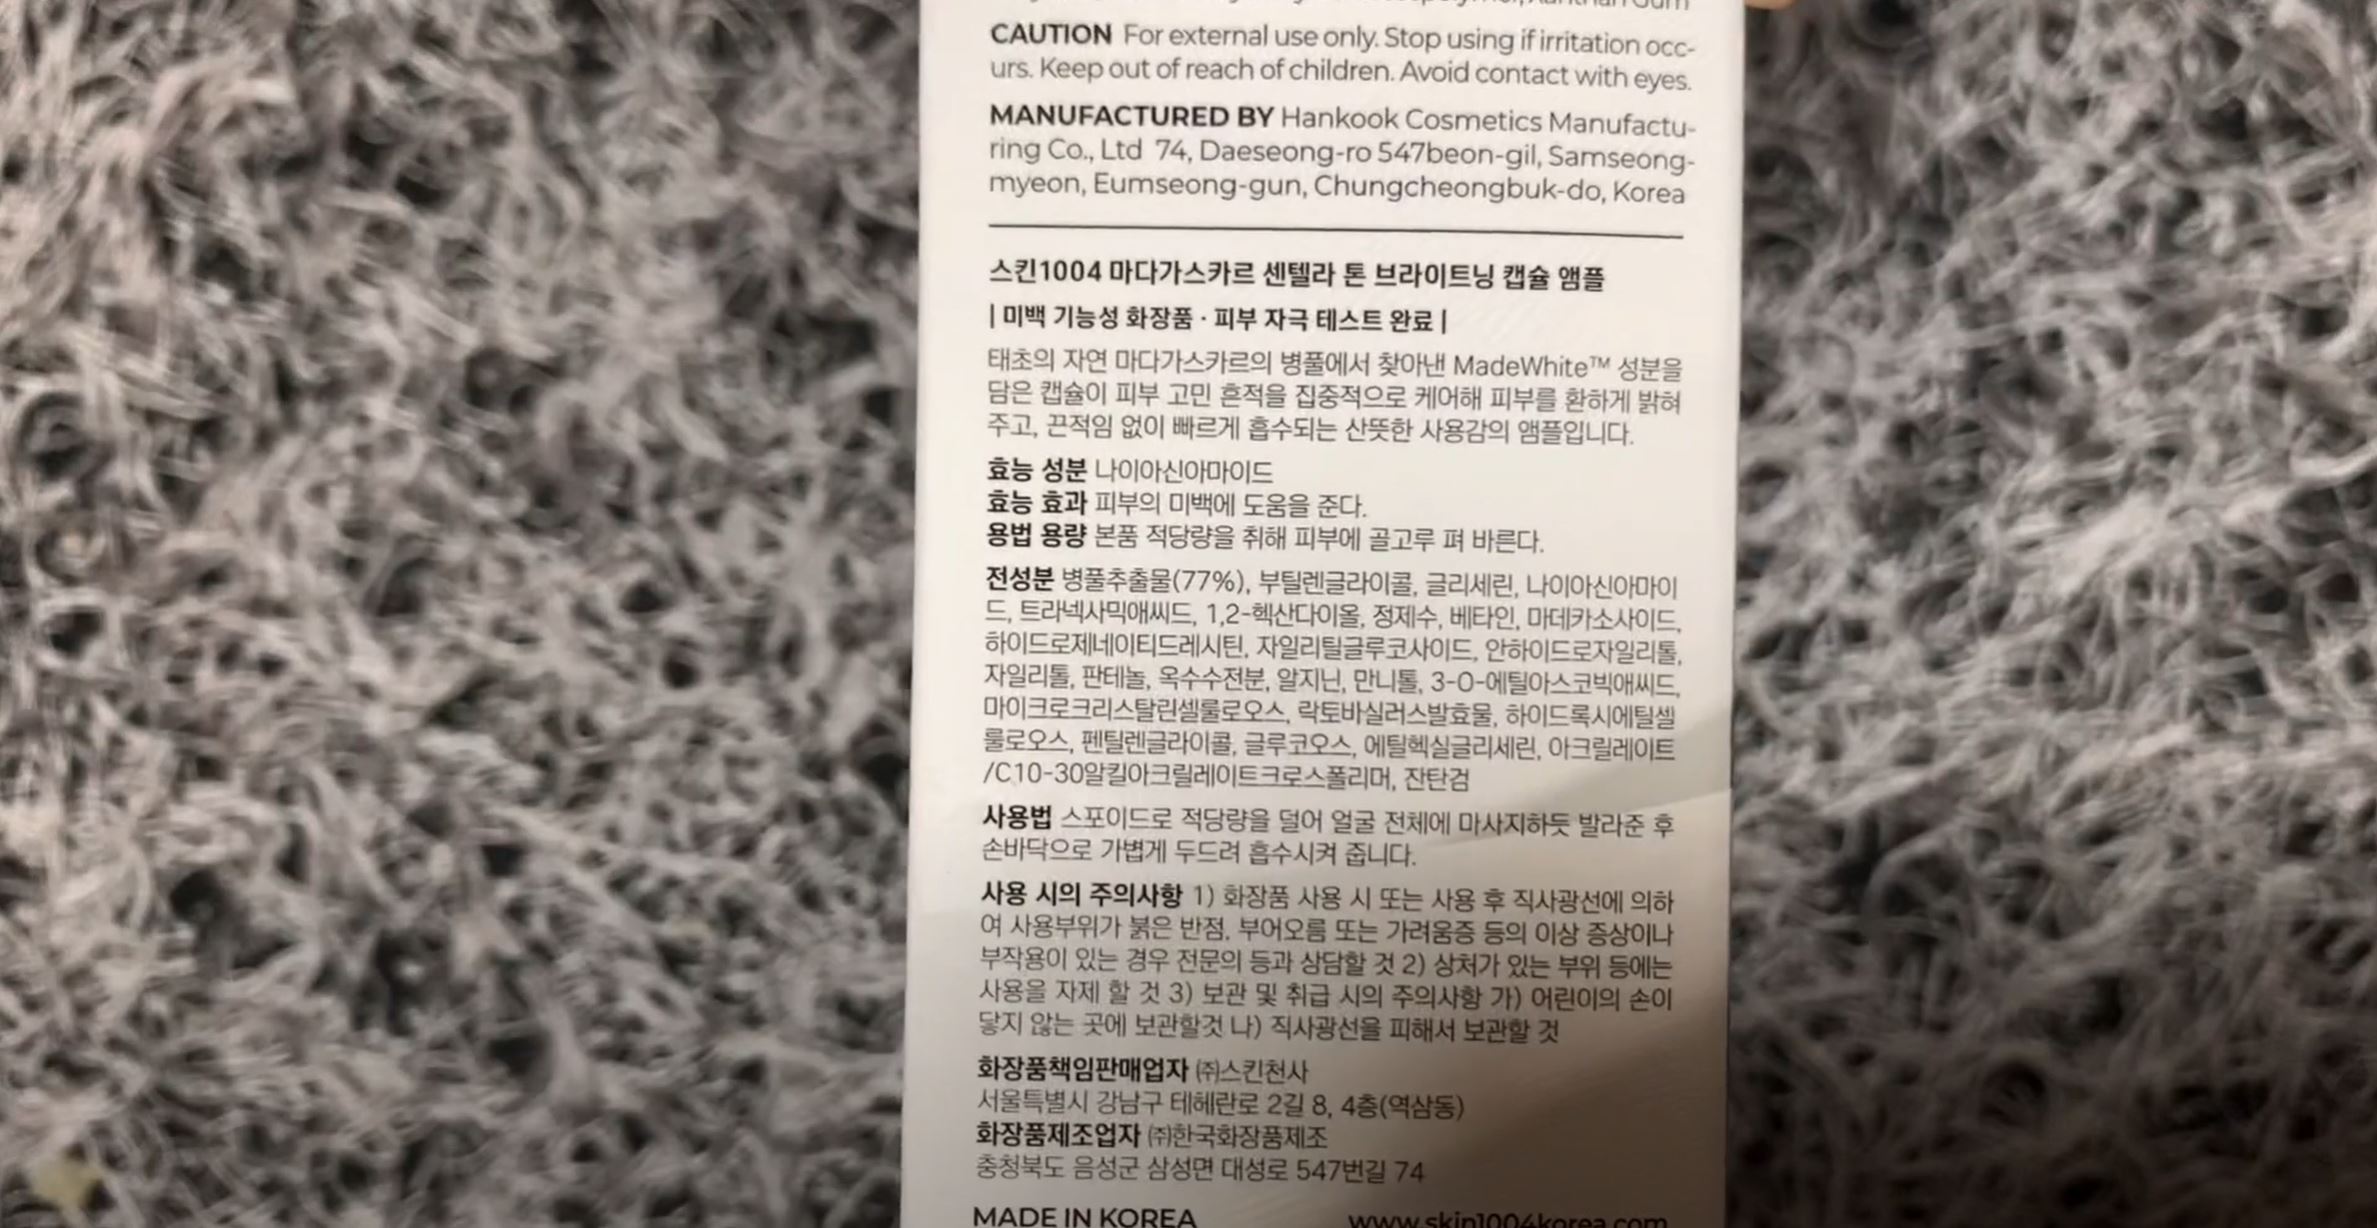 CAUTION For external use only. Stop using if irritation occ-
urs. Keep out of reach of children. Avoid contact with eyes.
MANUFACTURED BY Hankook Cosmetics Manufactu-
ring Co., Ltd 74, Daeseong-ro 547beon-gil, Samseong-
myeon, Eumseong-gun, Chungcheongbuk-do, Korea
스킨1004 마다가스카르 센텔라 톤 브라이트닝 캡슐 앰플
| 미백 기능성 화장품 · 피부 자극 테스트 완료 |
태초의 자연 마다가스카르의 병풀에서 찾아낸 MadeWhite™ 성분을
담은 캡슐이 피부 고민 흔적을 집중적으로 케어해 피부를 환하게 밝혀
주고, 끈적임 없이 빠르게 흡수되는 산뜻한 사용감의 앰플입니다.
효능 성분 나이아신아마이드
효능 효과 피부의 미백에 도움을 준다.
용법 용량 본품 적당량을 취해 피부에 골고루 펴 바른다.
전성분 병풀추출물(77%), 부틸렌글라이콜, 글리세린, 나이아신아마이
드, 트라넥사믹애씨드, 1,2-헥산다이올, 정제수, 베타인, 마데카소사이드,
하이드로제네이티드레시틴, 자일리틸글루코사이드, 안하이드로자일리톨,
자일리톨, 판테놀, 옥수수전분, 알지닌, 만니톨, 3-O-에틸아스코빅애씨드,
마이크로크리스탈린셀룰로오스, 락토바실러스발효물, 하이드록시에틸셀
룰로오스, 펜틸렌글라이콜, 글루코오스, 에틸헥실글리세린, 아크릴레이트
/C10-30알킬아크릴레이트크로스폴리머, 잔탄검
사용법 스포이드로 적당량을 덜어 얼굴 전체에 마사지하듯 발라준 후
손바닥으로 가볍게 두드려 흡수시켜 줍니다.
사용 시의 주의사항 1) 화장품 사용 시 또는 사용 후 직사광선에 의하
여 사용부위가 붉은 반점, 부어오름 또는 가려움증 등의 이상 증상이나
부작용이 있는 경우 전문의 등과 상담할 것 2) 상처가 있는 부위 등에는
사용을 자제 할 것 3) 보관 및 취급 시의 주의사항 가) 어린이의 손이
닿지 않는 곳에 보관할것 나) 직사광선을 피해서 보관할 것
화장품책임판매업자 ㈜스킨천사
서울특별시 강남구 테헤란로 2길 8, 4층(역삼동)
화장품제조업자 ㈜한국화장품제조
충청북도 음성군 삼성면 대성로 547번길 74
MADE IN KOREA www.skin1004korea.com